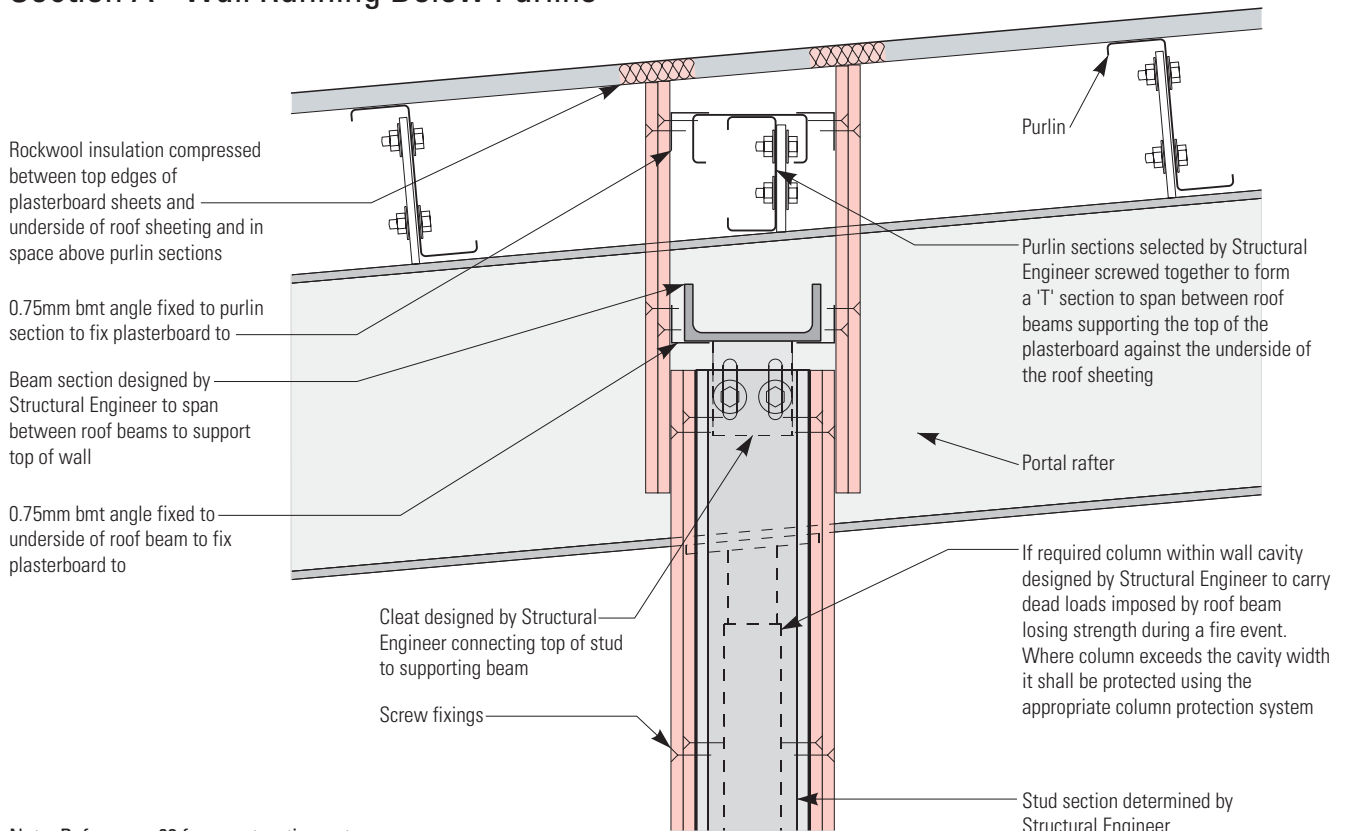 Section A - Wall Running Below Purlins
Rockwool insulation compressed
between top edges of
plasterboard sheets and
underside of roof sheeting and in
space above purlin sections
0.75mm bmt angle fixed to purlin
section to fix plasterboard to
Beam section designed by
Structural Engineer to span
between roof beams to support
top of wall
0.75mm bmt angle fixed to
underside of roof beam to fix
plasterboard to
Cleat designed by Structural
Engineer connecting top of stud
to supporting beam
Screw fixings
Purlin
Purlin sections selected by Structural
Engineer screwed together to form
a 'T' section to span between roof
beams supporting the top of the
plasterboard against the underside of
the roof sheeting
Portal rafter
If required column within wall cavity
designed by Structural Engineer to carry
dead loads imposed by roof beam
losing strength during a fire event.
Where column exceeds the cavity width
it shall be protected using the
appropriate column protection system
Stud section determined by
Structural Engineer